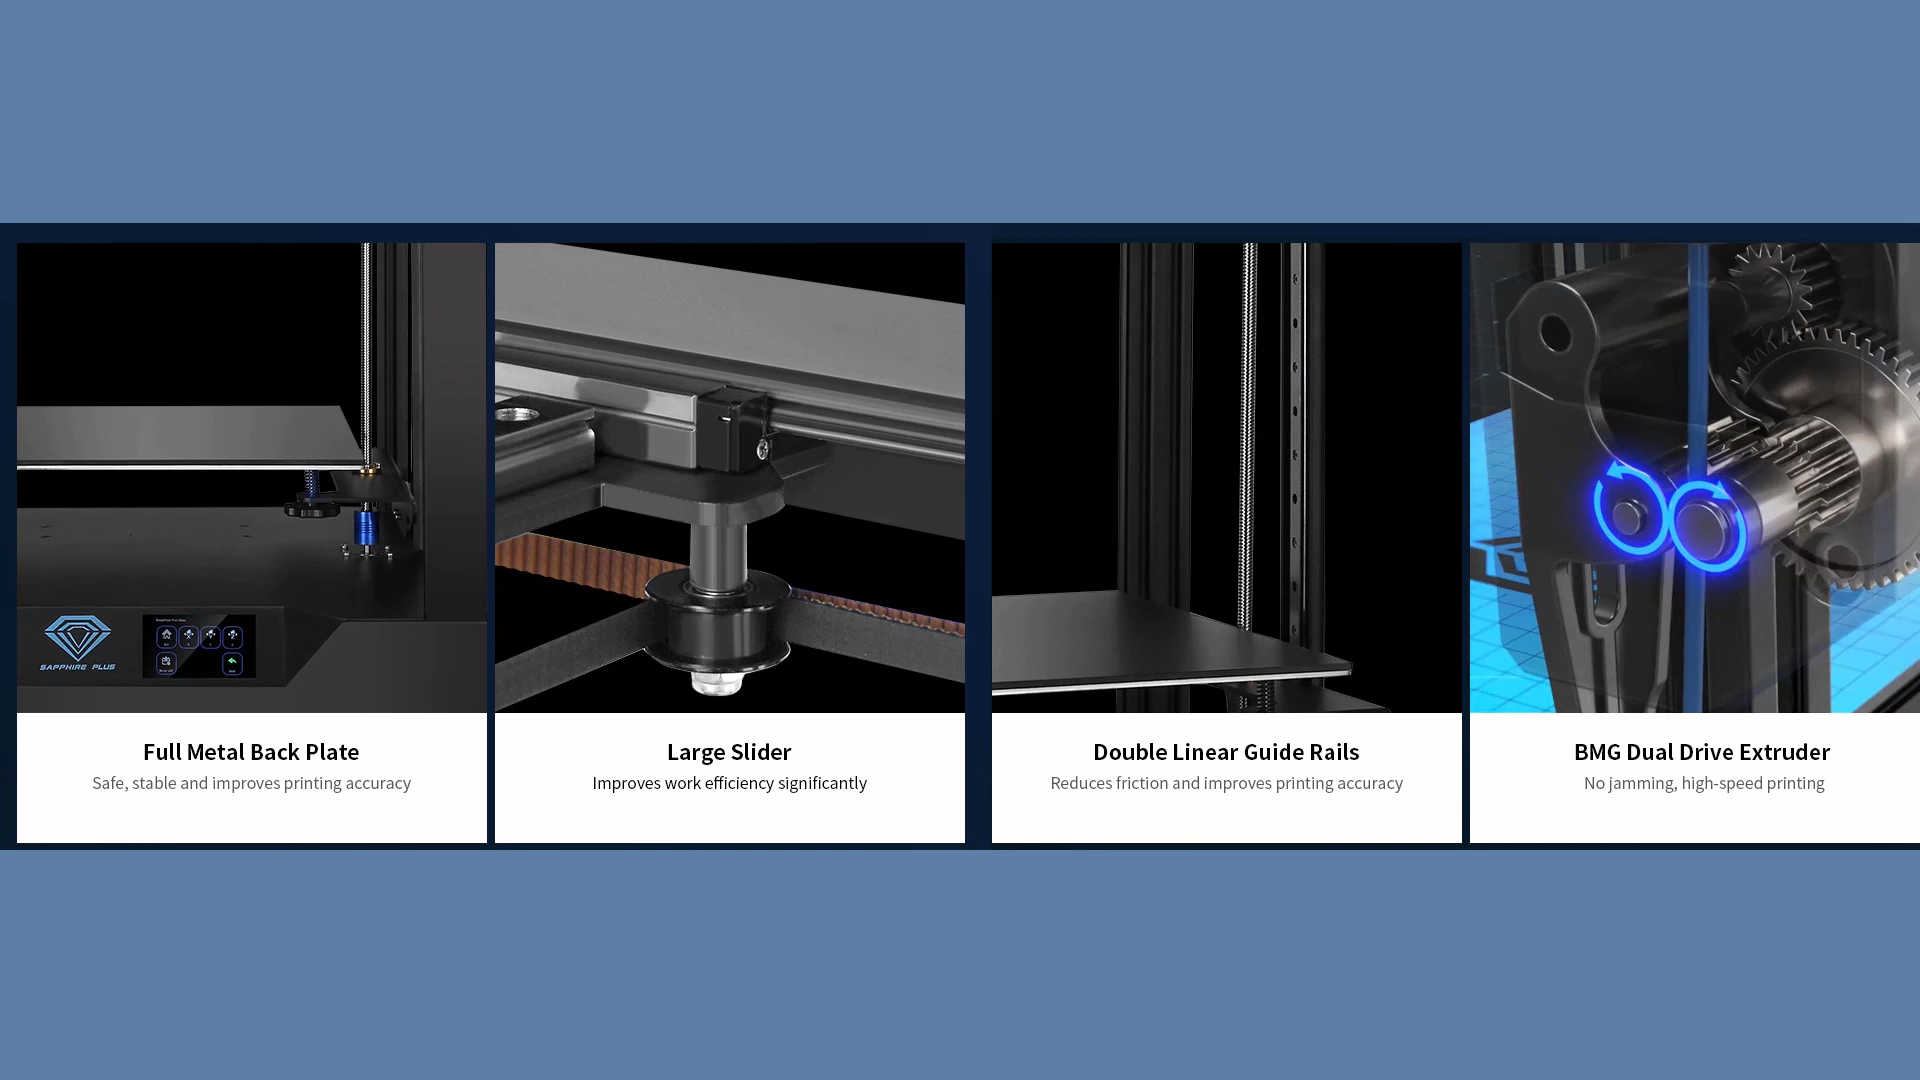 SAPPHIRE PLUS
Full Metal Back Plate
Safe, stable and improves printing accuracy
Large Slider
Improves work efficiency significantly
Double Linear Guide Rails
Reduces friction and improves printing accuracy
BMG Dual Drive Extruder
No jamming, high-speed printing